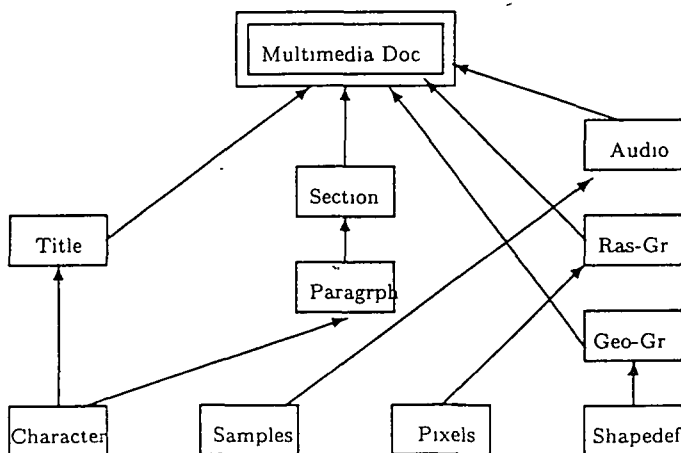 Multimedia Doc
Audio
Section
Title
Ras-Gr
Paragrph
Geo-Gr
Character
Samples
Pixels
Shapedef